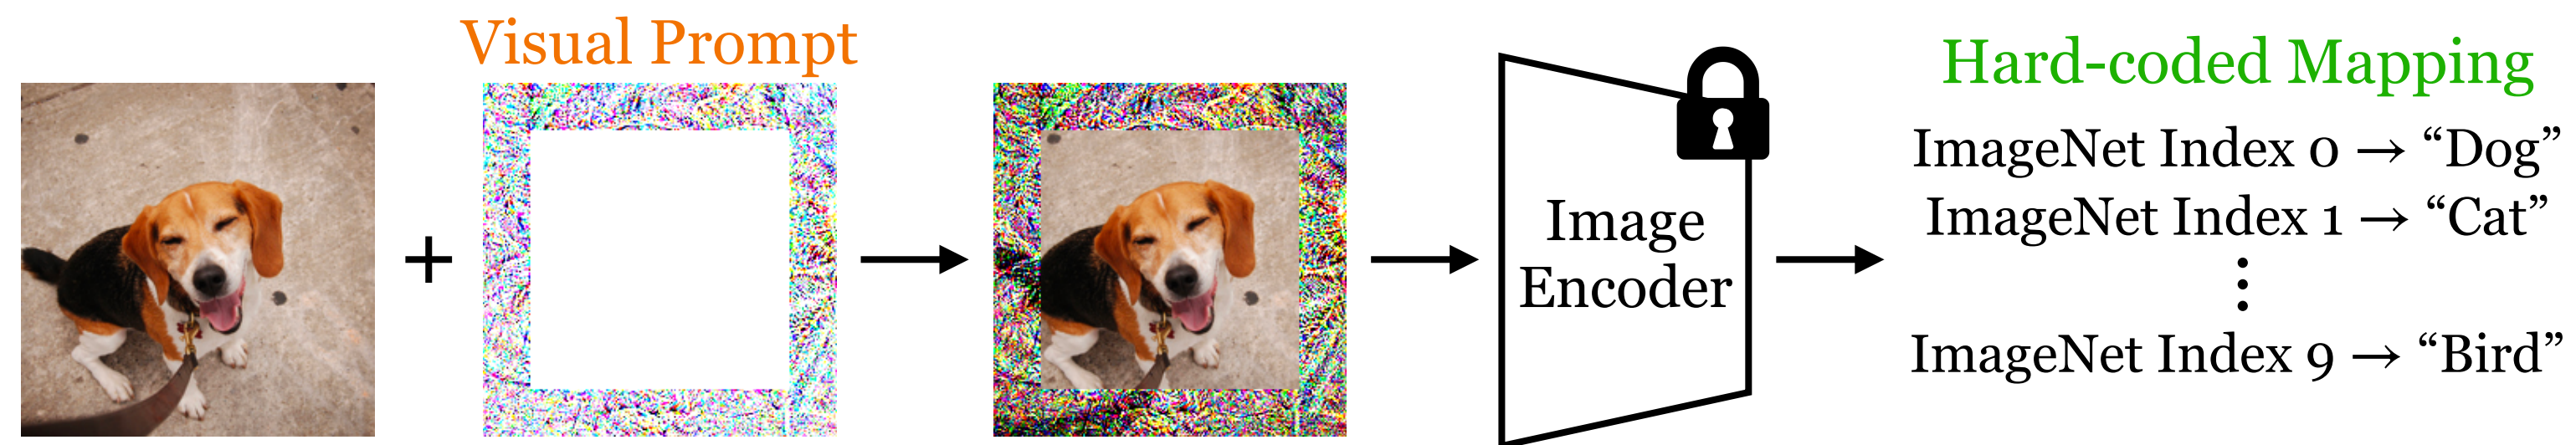 Visual Prompt
Image
Encoder
Hard-coded Mapping
ImageNet Index 0 → “Dog”
ImageNet Index 1 → “Cat”
ImageNet Index 9 → “Bird”